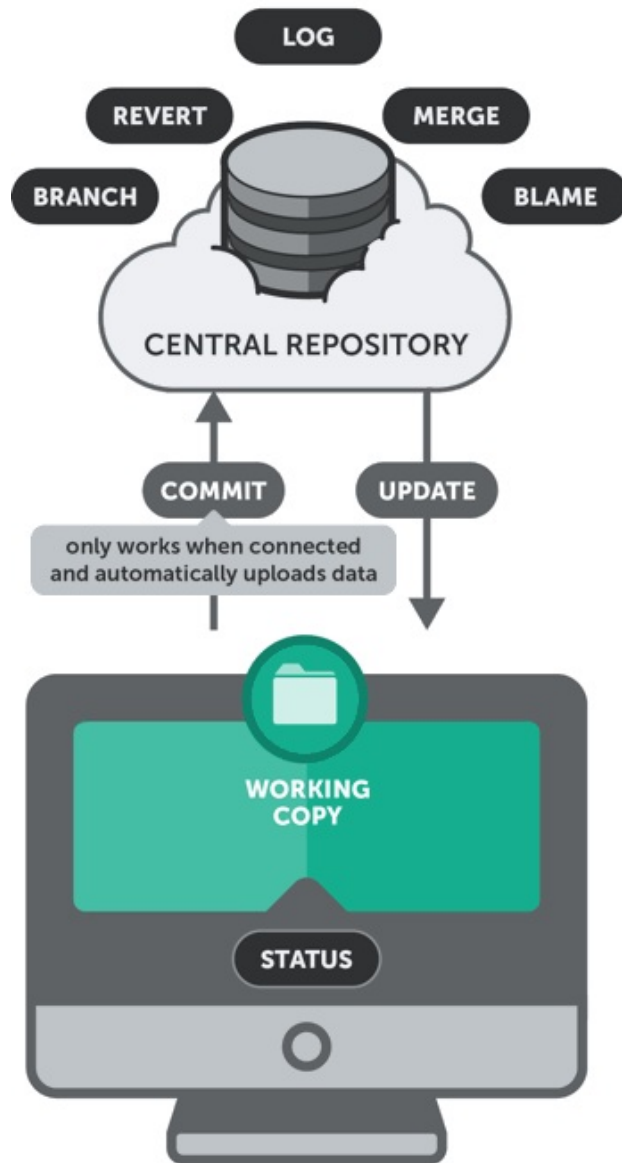 LOG
REVERT
MERGE
BRANCH
BLAME
CENTRAL REPOSITORY
COMMIT
UPDATE
only works when connected
and automatically uploads data
WORKING
COPY
STATUS